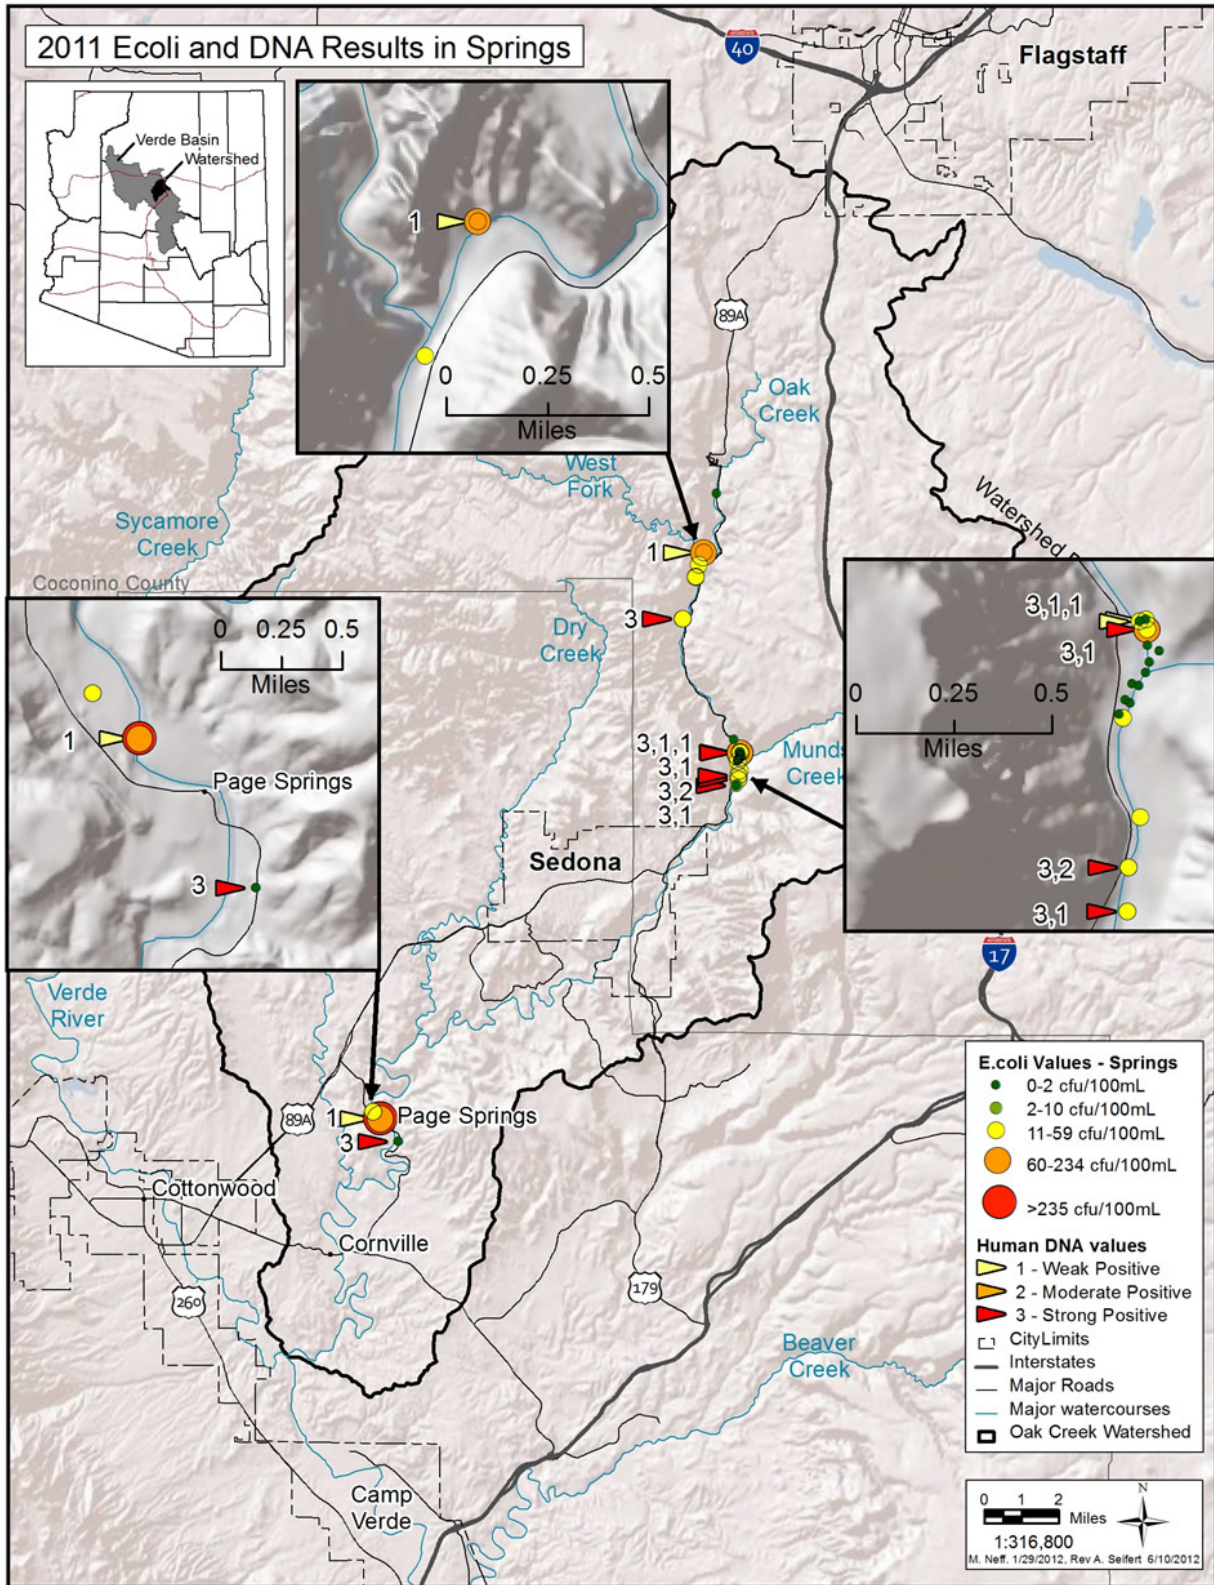 2011 Ecoli and DNA Results in Springs
INTERSTATE
40
Flagstaff
Verde Basin
Watershed
1
0 0.25 0.5
Miles
89A
Oak
Creek
West
Fork
Sycamore
Creek
Coconino County
Watershed
1
3
Dry
Creek
0 0.25 0.5
Miles
1
Page Springs
3
3,1,1
3,1
0 0.25 0.5
Miles
3,2
3,1
3,1,1
3,1
3,2
3,1
Munds
Creek
Sedona
INTERSTATE
17
Verde
River
89A
1
Page Springs
3
Cottonwood
Cornville
260
179
Beaver
Creek
Camp
Verde
E.coli Values - Springs
0-2 cfu/100mL
2-10 cfu/100mL
11-59 cfu/100mL
60-234 cfu/100mL
>235 cfu/100mL
Human DNA values
1 - Weak Positive
2 - Moderate Positive
3 - Strong Positive
CityLimits
Interstates
Major Roads
Major watercourses
Oak Creek Watershed
0 1 2
Miles
N
1:316,800
M. Neff. 1/29/2012, Rev A. Seifert 6/10/2012